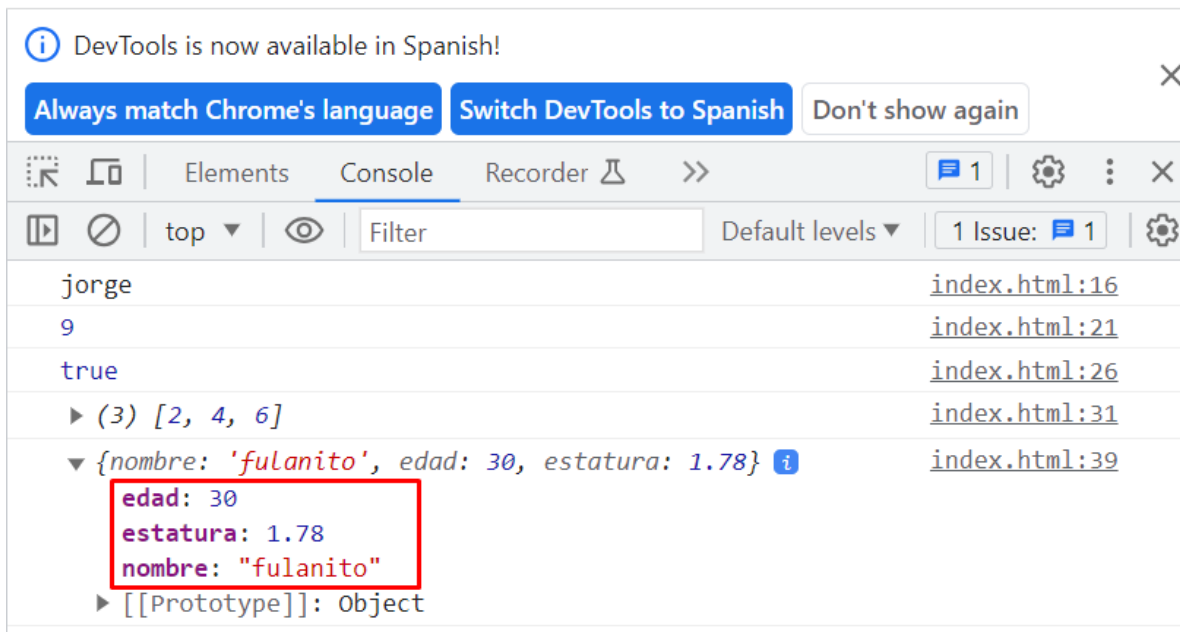 DevTools is now available in Spanish!
Always match Chrome's language Switch DevTools to Spanish Don't show again
Elements Console Recorder 1
top Filter Default levels 1 Issue: 1
jorge index.html:16
9 index.html:21
true index.html:26
(3) [2, 4, 6] index.html:31
{nombre: 'fulanito', edad: 30, estatura: 1.78} i index.html:39
edad: 30
estatura: 1.78
nombre: "fulanito"
[[Prototype]]: Object